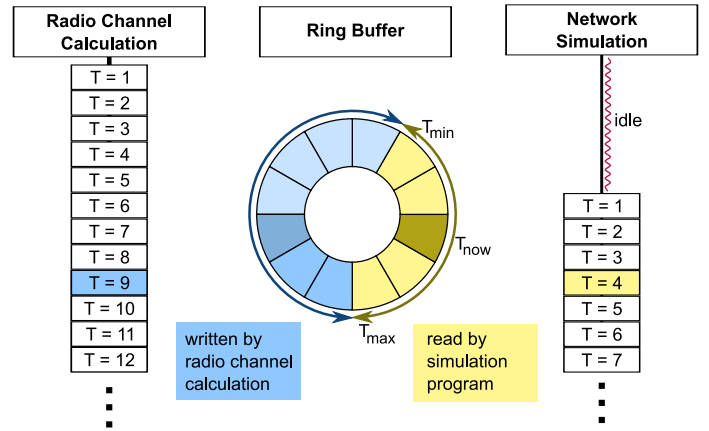 Radio Channel
Calculation
Ring Buffer
Network
Simulation
T = 1
T = 2
T = 3
T = 4
T = 5
T = 6
T = 7
T = 8
T = 9
T = 10
T = 11
T = 12
Tmin
Tnow
Tmax
written by
radio channel
calculation
read by
simulation
program
idle
T = 1
T = 2
T = 3
T = 4
T = 5
T = 6
T = 7